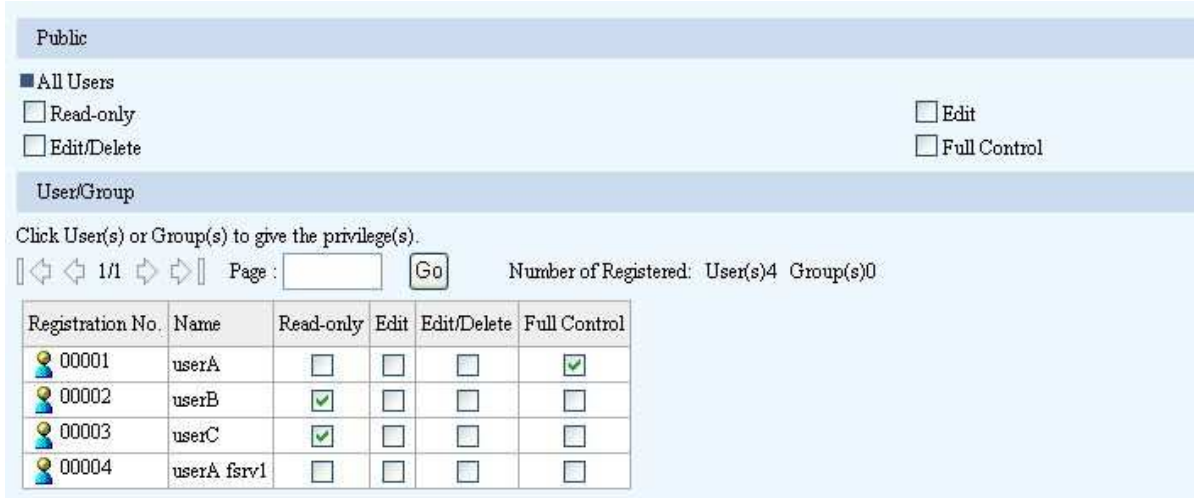 Public
All Users
Read-only Edit
Edit/Delete Full Control
User/Group
Click User(s) or Group(s) to give the privilege(s).
1/1 Page : Go Number of Registered: User(s)4 Group(s)0
Registration No. Name Read-only Edit Edit/Delete Full Control
00001 userA
00002 userB
00003 userC
00004 userA fsrv1